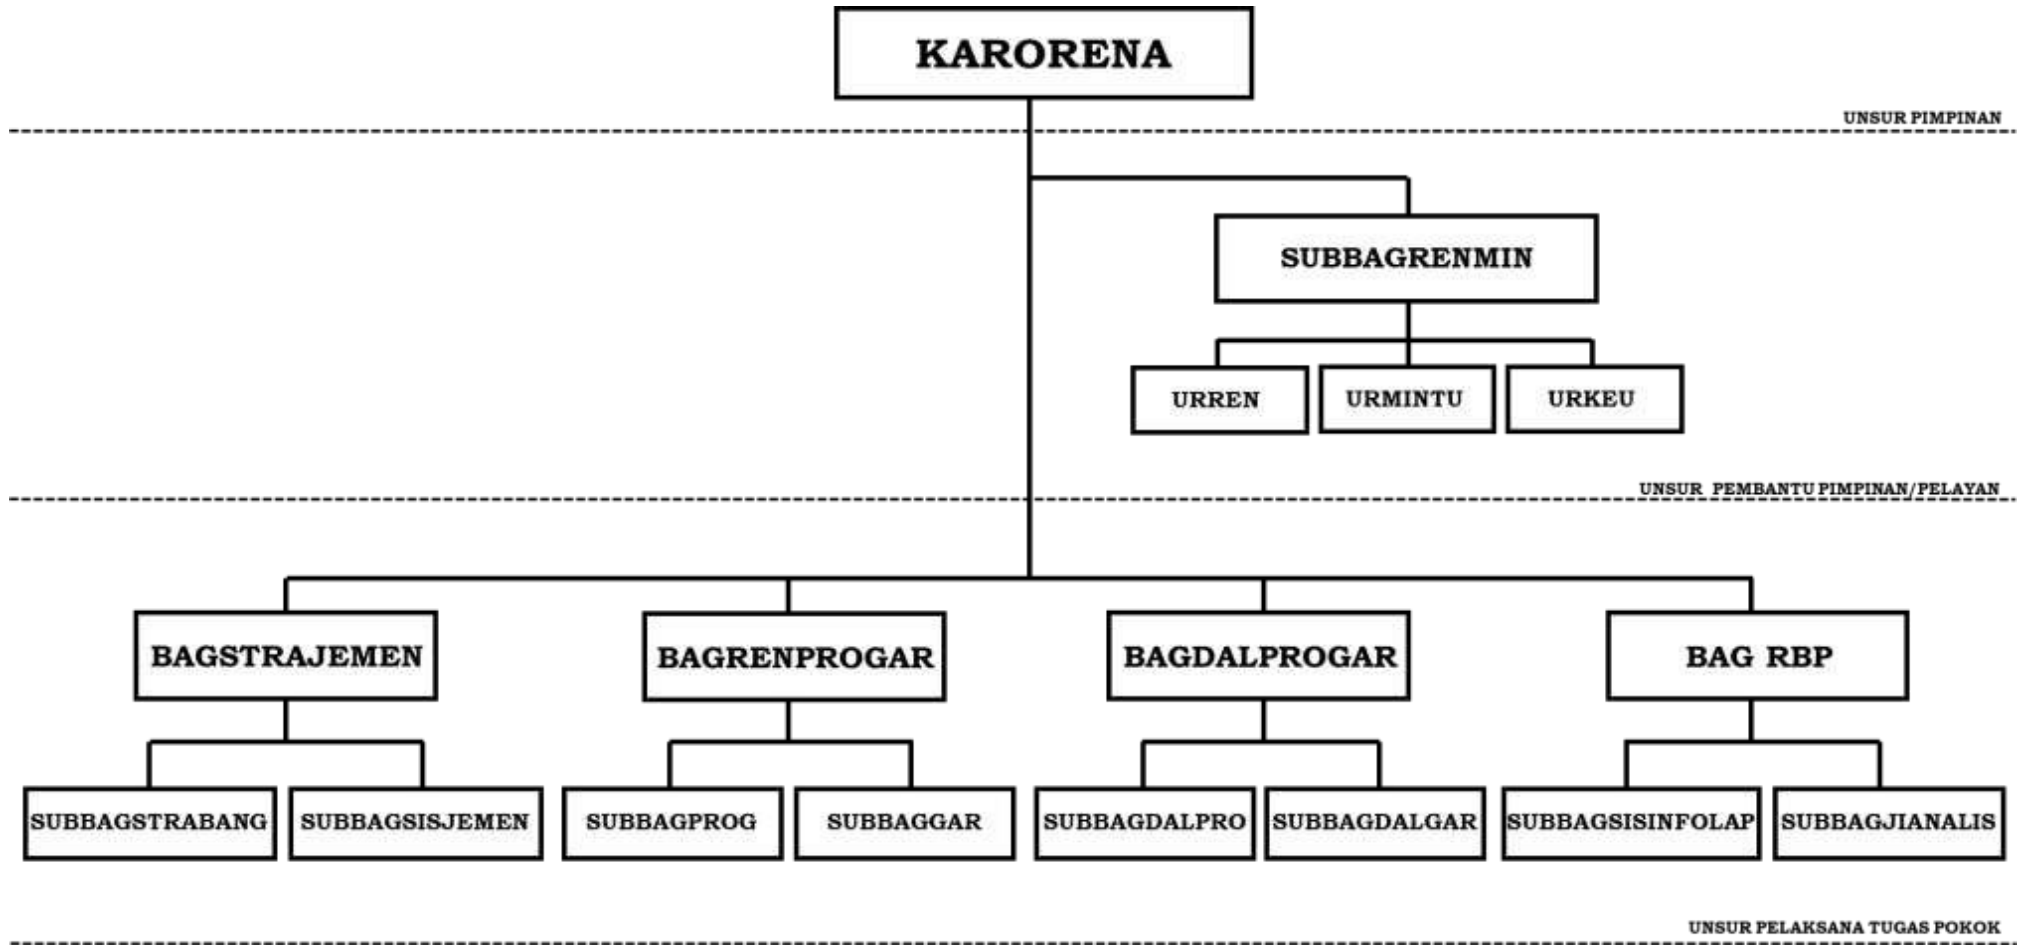 KARORENA
UNSUR PIMPINAN
SUBBAGRENMIN
URREN
URMINTU
URKEU
UNSUR PEMBANTU PIMPINAN/PELAYAN
BAGSTRAJEMEN
BAGRENPROGAR
BAGDALPROGAR
BAG RBP
SUBBAGSTRABANG
SUBBAGSISJEMEN
SUBBAGPROG
SUBBAGGAR
SUBBAGDALPRO
SUBBAGDALGAR
SUBBAGSISINFOLAP
SUBBAGJIANALIS
UNSUR PELAKSANA TUGAS POKOK